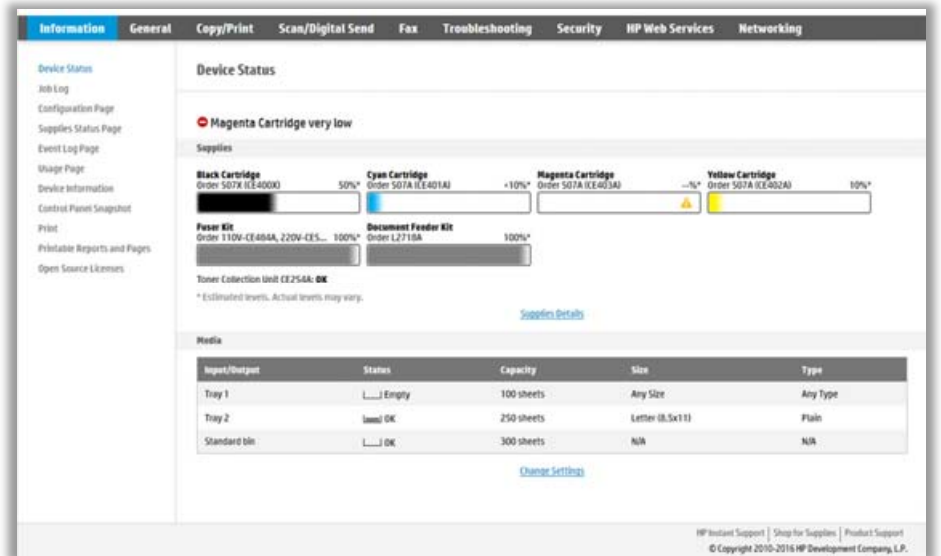 Information General Copy/Print Scan/Digital Send Fax Troubleshooting Security HP Web Services Networking
Device Status
Job Log
Configuration Page
Supplies Status Page
Event Log Page
Usage Page
Device Information
Control Panel Snapshot
Print
Printable Reports and Pages
Open Source Licenses
Device Status
Magenta Cartridge very low
Supplies
Black Cartridge
Order 507X (CE400X) 50%*
Cyan Cartridge
Order 507A (CE401A) <10%*
Magenta Cartridge
Order 507A (CE403A) --%*
Yellow Cartridge
Order 507A (CE402A) 10%*
Fuser Kit
Order 110V-CE484A, 220V-CE5... 100%*
Document Feeder Kit
Order L2718A 100%*
Toner Collection Unit CE254A: OK
* Estimated levels. Actual levels may vary.
Supplies Details
Media
Input/Output Status Capacity Size Type
Tray 1 Empty 100 sheets Any Size Any Type
Tray 2 OK 250 sheets Letter (8.5x11) Plain
Standard bin OK 300 sheets N/A N/A
Change Settings
HP Instant Support | Shop for Supplies | Product Support
© Copyright 2010-2016 HP Development Company, L.P.